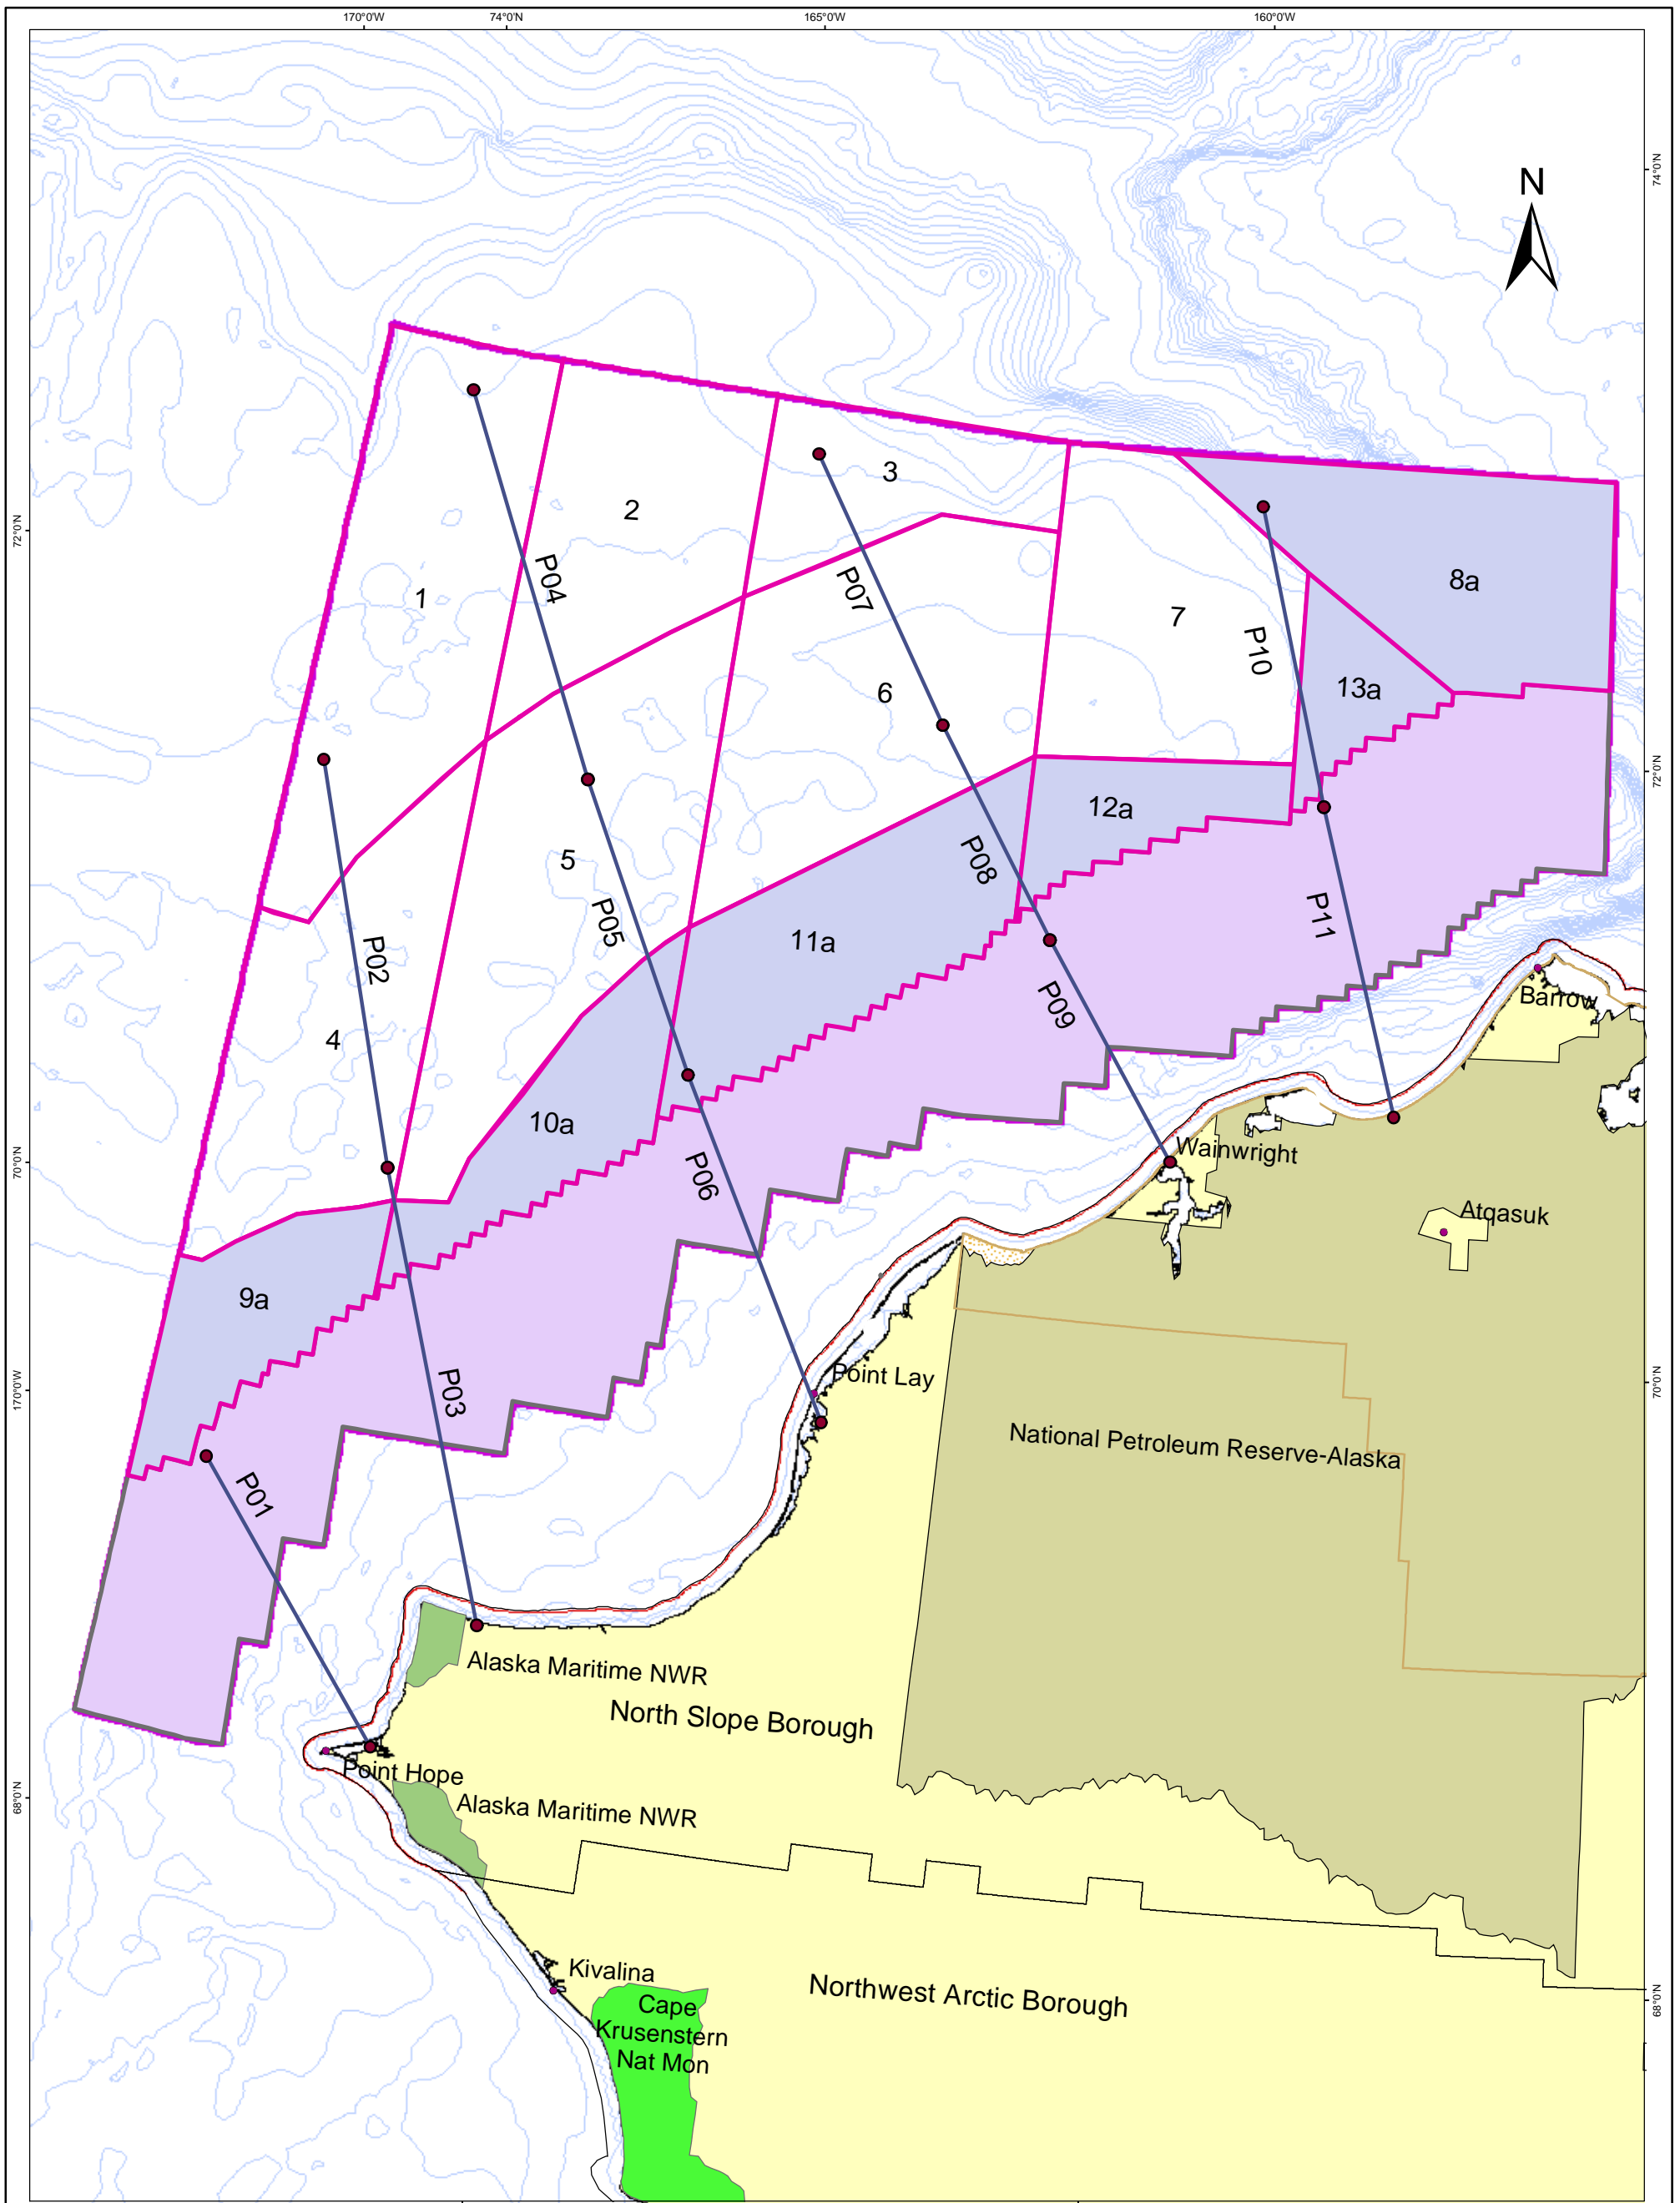 170°0'W
74°0'N
165°0'W
160°0'W
74°0'N
N
3
2
72°0'N
P04
8a
P07
1
7
P10
13a
6
72°0'N
12a
5
P08
P05
11a
P11
P02
Barrow
P09
4
10a
Wainwright
70°0'N
P06
Atqasuk
9a
Point Lay
70°0'N
170°0'W
P03
National Petroleum Reserve-Alaska
P01
Alaska Maritime NWR
North Slope Borough
Point Hope
68°0'N
Alaska Maritime NWR
Kivalina
Northwest Arctic Borough
68°0'N
Cape
Krusenstern
Nat Mon